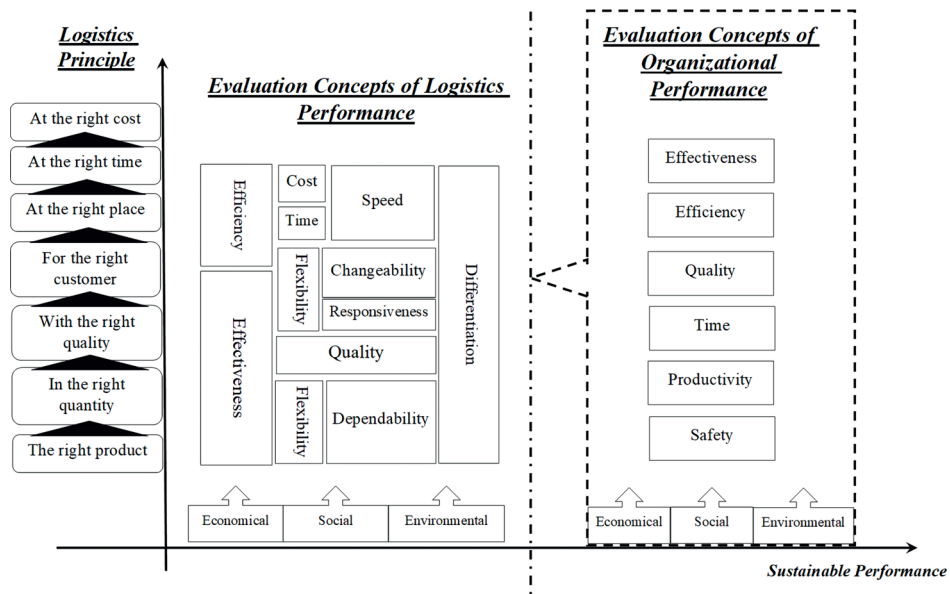 Logistics
Principle
At the right cost
At the right time
At the right place
For the right
customer
With the right
quality
In the right
quantity
The right product
Evaluation Concepts of Logistics
Performance
Efficiency
Effectiveness
Cost
Time
Speed
Flexibility
Changeability
Responsiveness
Quality
Flexibility
Dependability
Differentiation
Economical
Social
Environmental
Evaluation Concepts of
Organizational
Performance
Effectiveness
Efficiency
Quality
Time
Productivity
Safety
Economical
Social
Environmental
Sustainable Performance